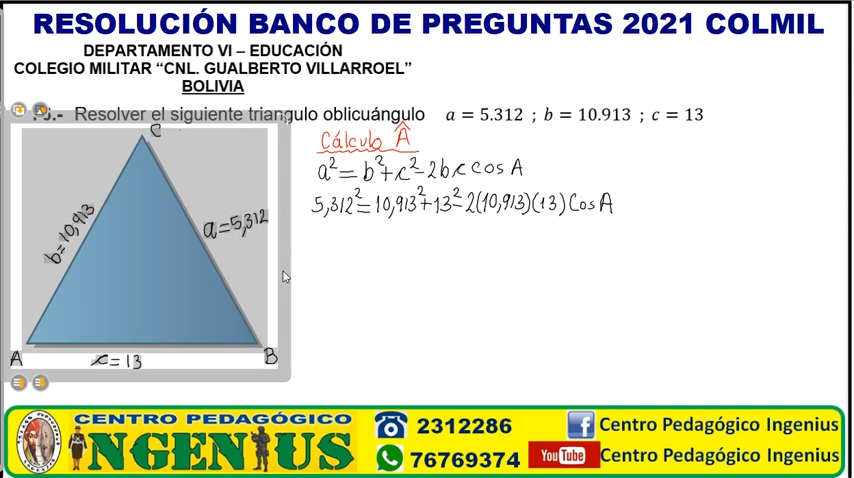 RESOLUCIÓN BANCO DE PREGUNTAS 2021 COLMIL
DEPARTAMENTO VI – EDUCACIÓN
COLEGIO MILITAR “CNL. GUALBERTO VILLARROEL”
BOLIVIA
.- Resolver el siguiente triangulo oblicuángulo a = 5.312 ; b = 10.913 ; c = 13
Cálculo Â
a² = b² + c² - 2bc cos A
5,312² = 10,913² + 13² - 2(10,913)(13) Cos A
C
b = 10,913
a = 5,312
A
c = 13
B
CENTRO PEDAGÓGICO
INGENIUS
2312286
76769374
f Centro Pedagógico Ingenius
YouTube Centro Pedagógico Ingenius